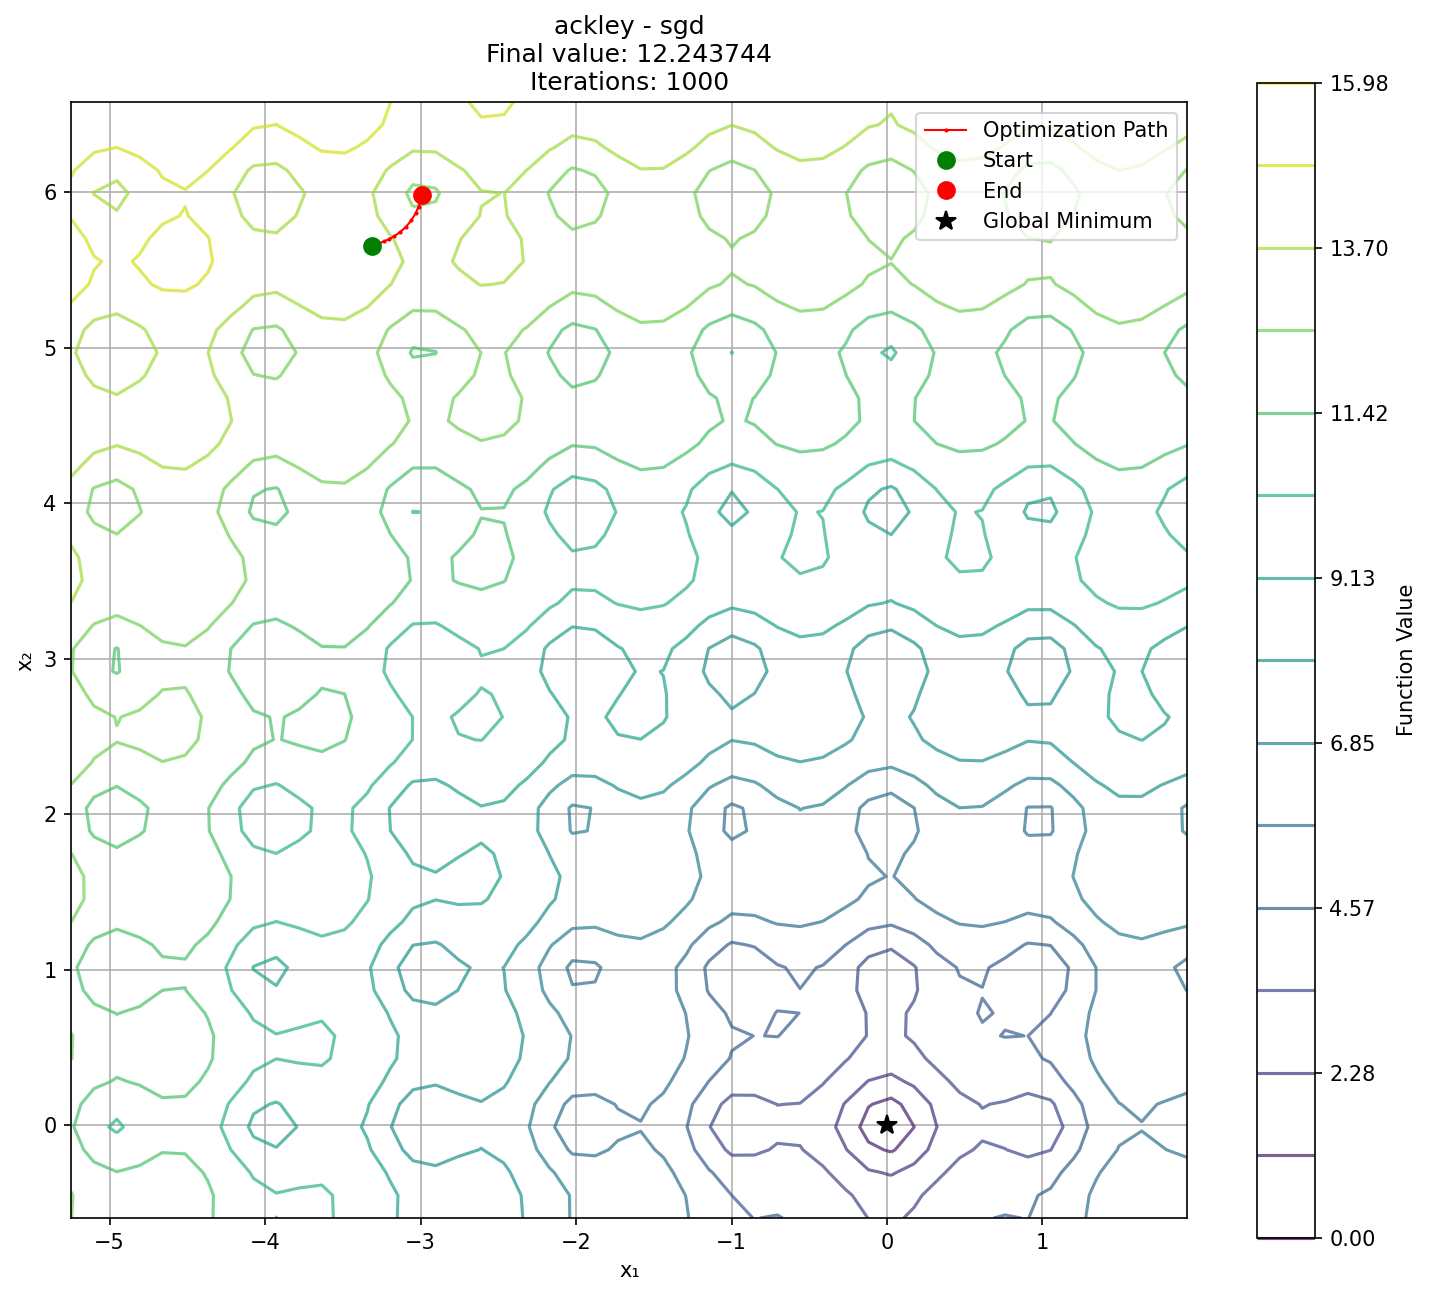 ackley - sgd
Final value: 12.243744
Iterations: 1000
Optimization Path
Start
End
Global Minimum
6
5
4
3
2
1
0
x₂
−5
−4
−3
−2
−1
0
1
x₁
15.98
13.70
11.42
9.13
6.85
4.57
2.28
0.00
Function Value